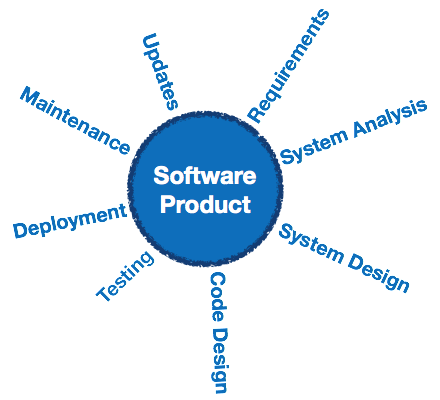 Software
Product
Requirements
System Analysis
System Design
Code Design
Testing
Deployment
Maintenance
Updates